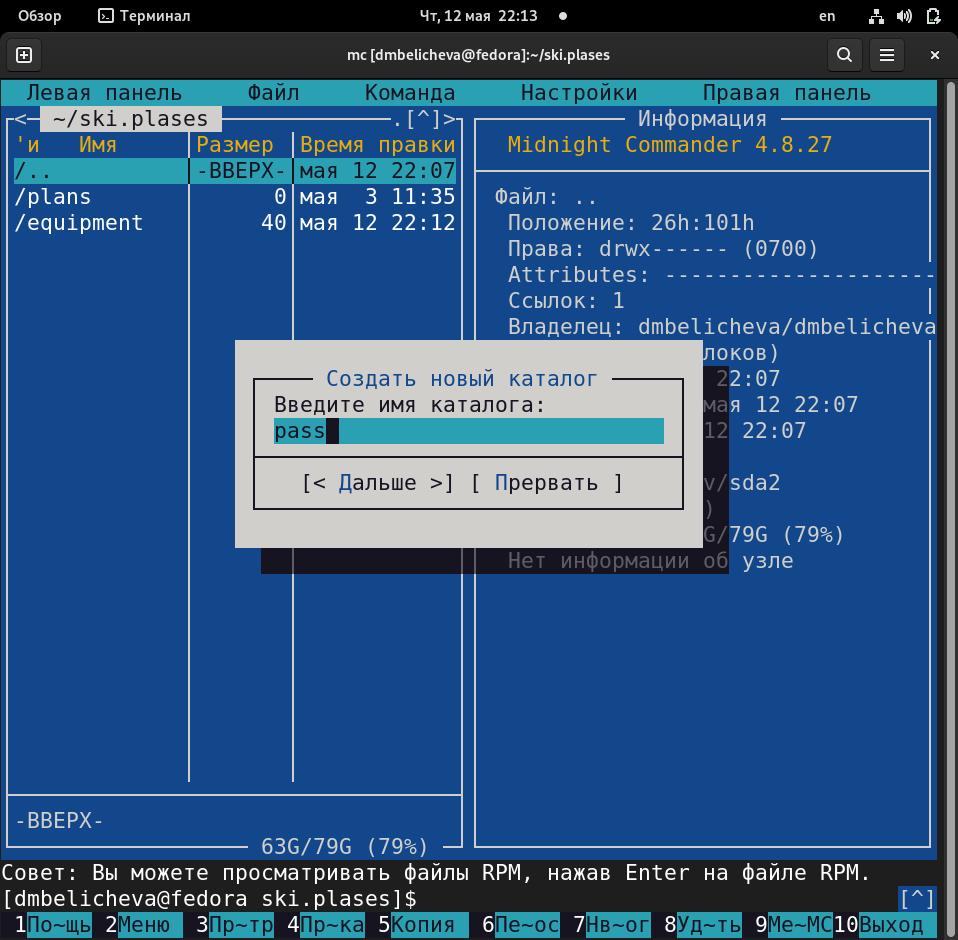 Обзор Терминал Чт, 12 мая 22:13 en
mc [dmbelicheva@fedora]:~/ski.plases
Левая панель Файл Команда Настройки Правая панель
<- ~/ski.plases .[^]>
'и Имя Размер Время правки
/.. -ВВЕРХ- мая 12 22:07
/plans 0 мая 3 11:35
/equipment 40 мая 12 22:12
Информация
Midnight Commander 4.8.27
Файл: ..
Положение: 26h:101h
Права: drwx------ (0700)
Attributes: ---------------------
Ссылок: 1
Владелец: dmbelicheva/dmbelicheva
локов)
22:07
мая 12 22:07
12 22:07
v/sda2
)
G/79G (79%)
Нет информации об узле
Создать новый каталог
Введите имя каталога:
pass
[< Дальше >] [ Прервать ]
-ВВЕРХ-
63G/79G (79%)
Совет: Вы можете просматривать файлы RPM, нажав Enter на файле RPM.
[dmbelicheva@fedora ski.plases]$ [^]
1По~щь 2Меню 3Пр~тр 4Пр~ка 5Копия 6Пе~ос 7Нв~ог 8Уд~ть 9Ме~МС10Выход